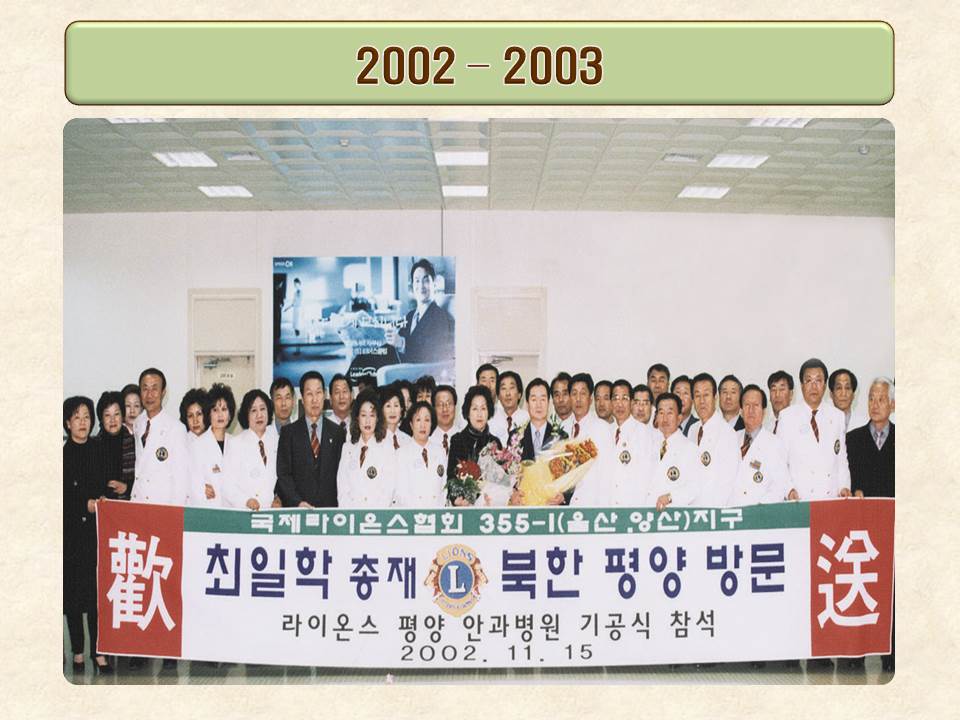 2002 – 2003
국제라이온스협회 355-I(울산.양산)지구
歡
최일학 총재
LIONS
L
북한 평양 방문
送
라이온스 평양 안과병원 기공식 참석
2002. 11. 15